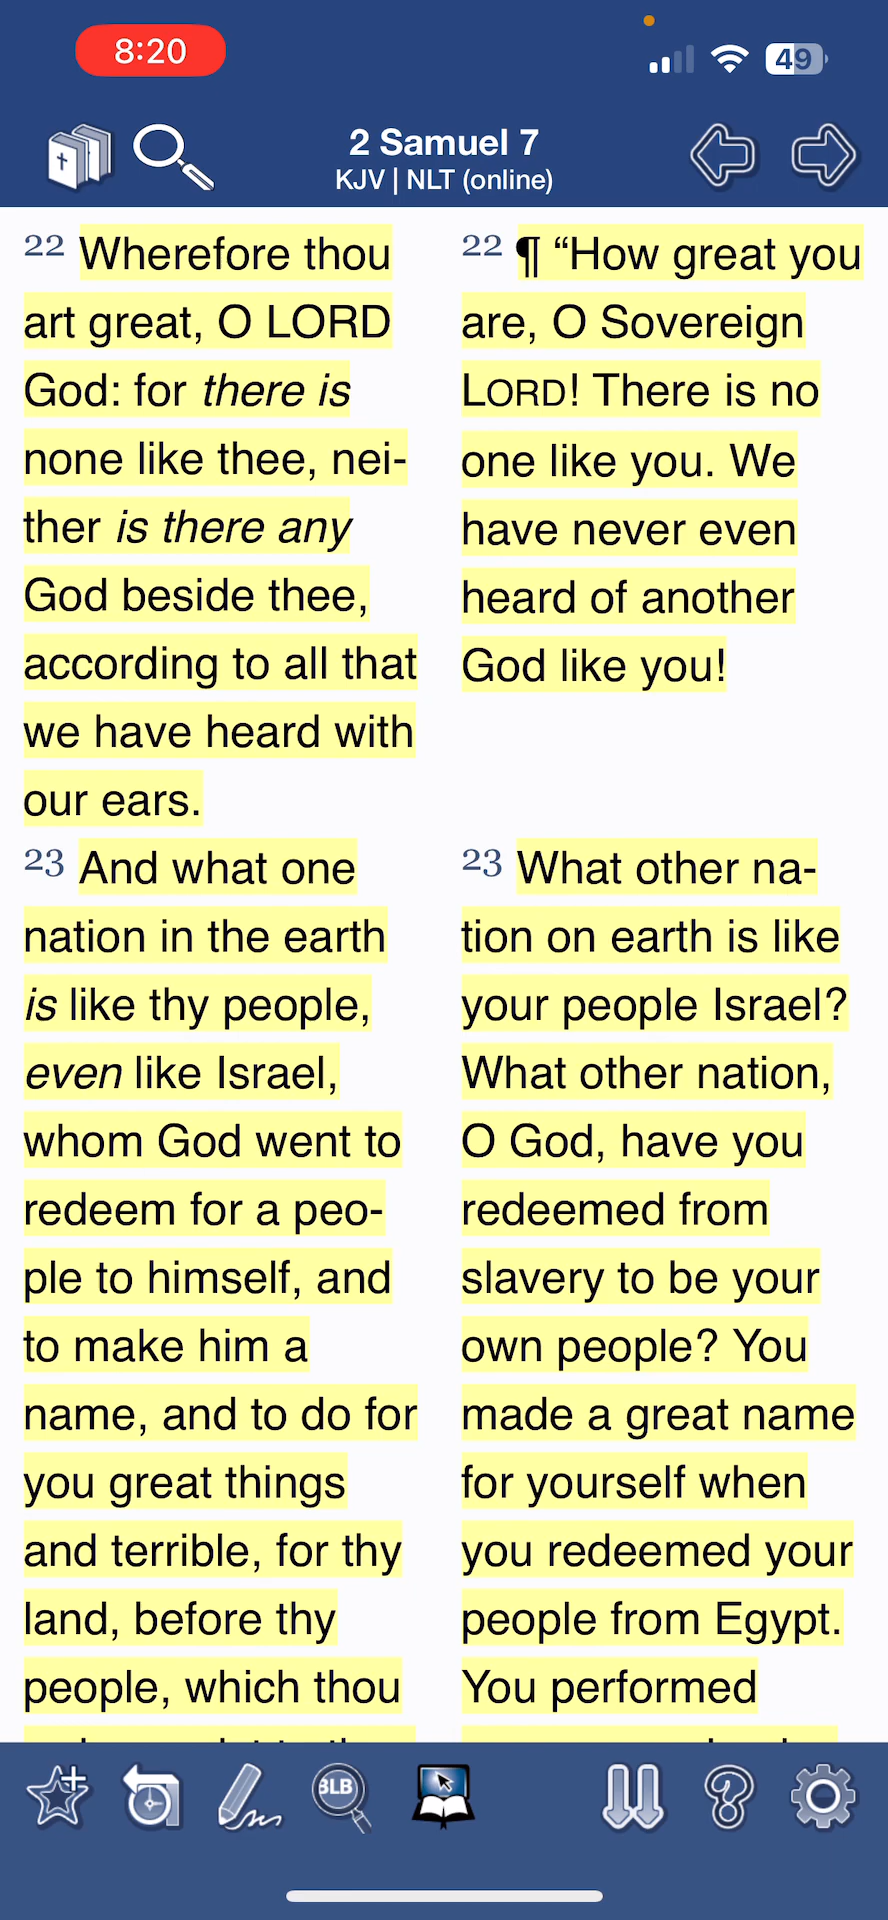 8:20
49
2 Samuel 7
KJV | NLT (online)
22 Wherefore thou
art great, O LORD
God: for there is
none like thee, nei-
ther is there any
God beside thee,
according to all that
we have heard with
our ears.
23 And what one
nation in the earth
is like thy people,
even like Israel,
whom God went to
redeem for a peo-
ple to himself, and
to make him a
name, and to do for
you great things
and terrible, for thy
land, before thy
people, which thou
22 ¶ “How great you
are, O Sovereign
LORD! There is no
one like you. We
have never even
heard of another
God like you!
23 What other na-
tion on earth is like
your people Israel?
What other nation,
O God, have you
redeemed from
slavery to be your
own people? You
made a great name
for yourself when
you redeemed your
people from Egypt.
You performed
BLB